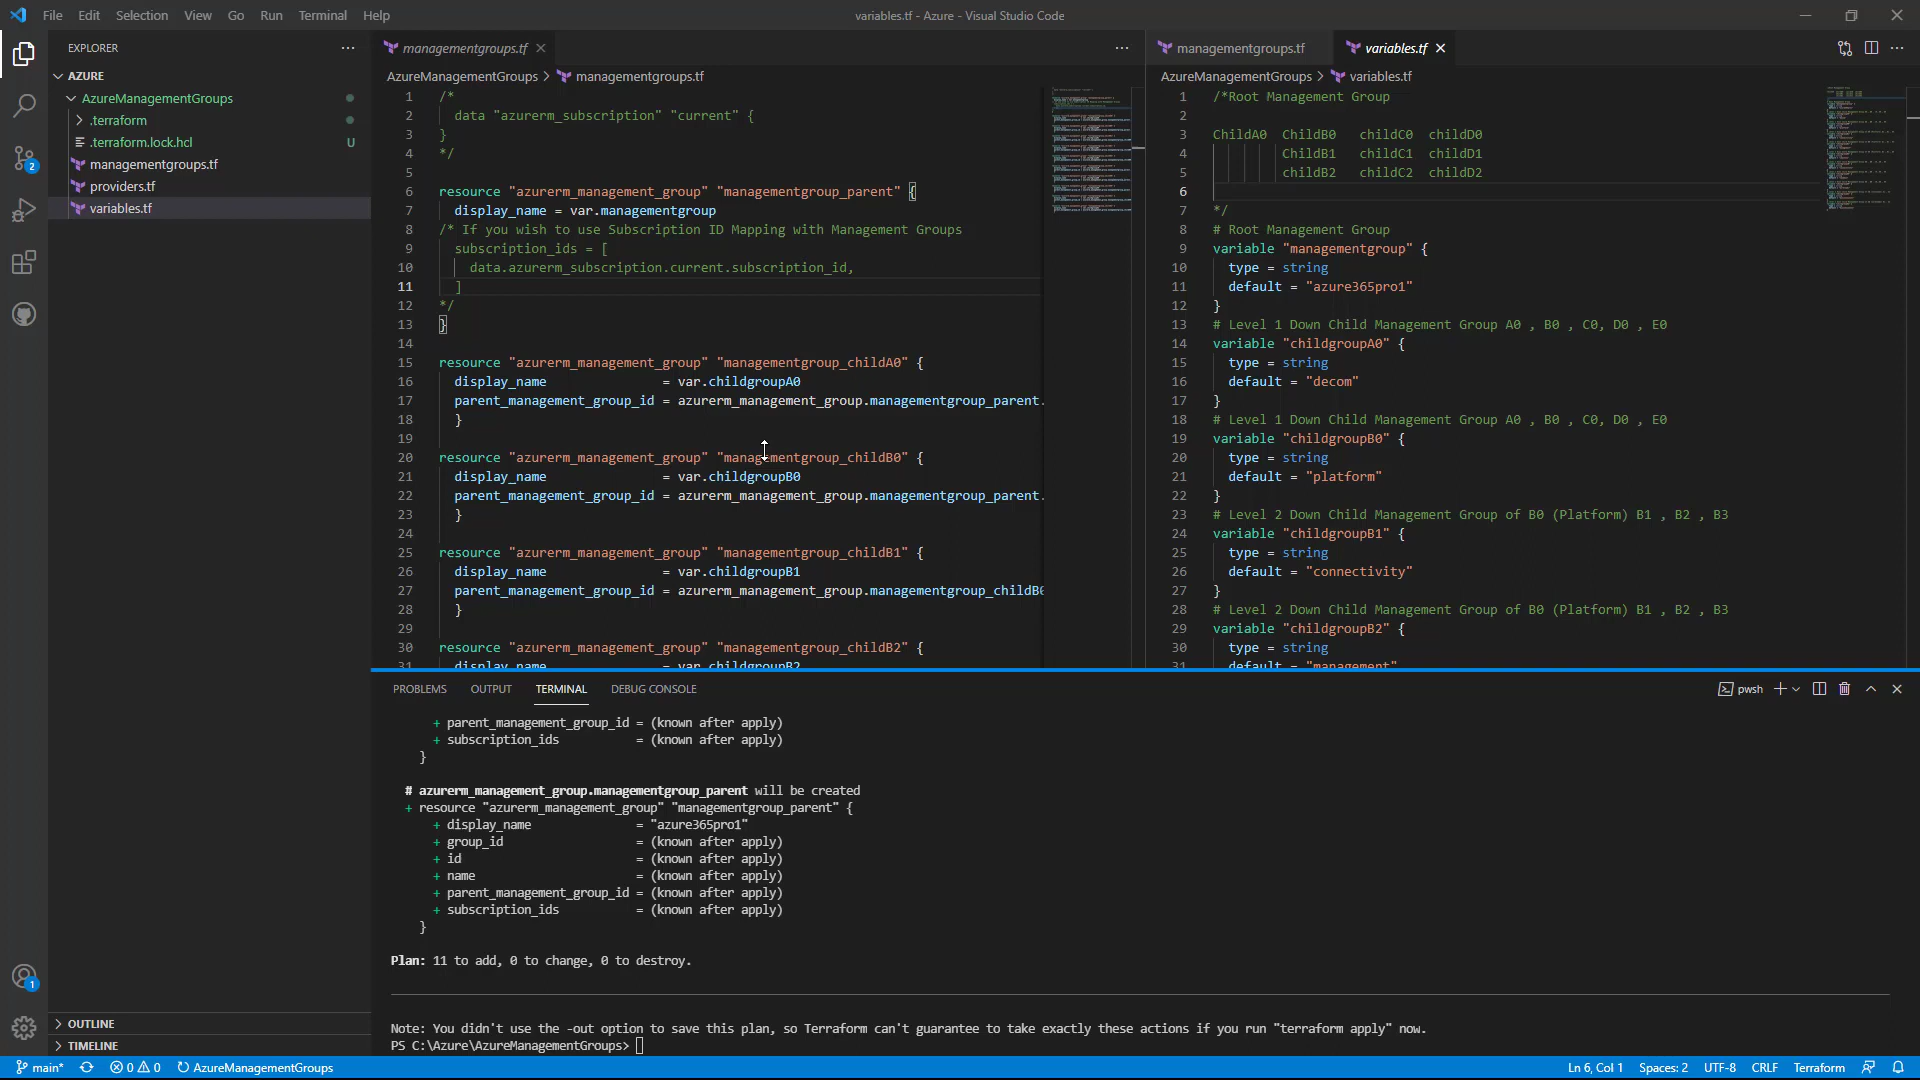 File Edit Selection View Go Run Terminal Help
variables.tf - Azure - Visual Studio Code
EXPLORER
AZURE
AzureManagementGroups
.terraform
.terraform.lock.hcl U
managementgroups.tf
providers.tf
variables.tf
OUTLINE
TIMELINE
2
1
managementgroups.tf
AzureManagementGroups > managementgroups.tf
1 /*
2 data "azurerm_subscription" "current" {
3 }
4 */
5
6 resource "azurerm_management_group" "managementgroup_parent" {
7 display_name = var.managementgroup
8 /* If you wish to use Subscription ID Mapping with Management Groups
9 subscription_ids = [
10 data.azurerm_subscription.current.subscription_id,
11 ]
12 */
13 }
14
15 resource "azurerm_management_group" "managementgroup_childA0" {
16 display_name = var.childgroupA0
17 parent_management_group_id = azurerm_management_group.managementgroup_parent.
18 }
19
20 resource "azurerm_management_group" "managementgroup_childB0" {
21 display_name = var.childgroupB0
22 parent_management_group_id = azurerm_management_group.managementgroup_parent.
23 }
24
25 resource "azurerm_management_group" "managementgroup_childB1" {
26 display_name = var.childgroupB1
27 parent_management_group_id = azurerm_management_group.managementgroup_childB0
28 }
29
30 resource "azurerm_management_group" "managementgroup_childB2" {
31 display_name = var.childgroupB2
managementgroups.tf variables.tf
AzureManagementGroups > variables.tf
1 /*Root Management Group
2
3 ChildA0 ChildB0 childC0 childD0
4 ChildB1 childC1 childD1
5 childB2 childC2 childD2
6
7 */
8 # Root Management Group
9 variable "managementgroup" {
10 type = string
11 default = "azure365pro1"
12 }
13 # Level 1 Down Child Management Group A0 , B0 , C0, D0 , E0
14 variable "childgroupA0" {
15 type = string
16 default = "decom"
17 }
18 # Level 1 Down Child Management Group A0 , B0 , C0, D0 , E0
19 variable "childgroupB0" {
20 type = string
21 default = "platform"
22 }
23 # Level 2 Down Child Management Group of B0 (Platform) B1 , B2 , B3
24 variable "childgroupB1" {
25 type = string
26 default = "connectivity"
27 }
28 # Level 2 Down Child Management Group of B0 (Platform) B1 , B2 , B3
29 variable "childgroupB2" {
30 type = string
31 default = "management"
PROBLEMS OUTPUT TERMINAL DEBUG CONSOLE
pwsh
+ parent_management_group_id = (known after apply)
+ subscription_ids = (known after apply)
}
# azurerm_management_group.managementgroup_parent will be created
+ resource "azurerm_management_group" "managementgroup_parent" {
+ display_name = "azure365pro1"
+ group_id = (known after apply)
+ id = (known after apply)
+ name = (known after apply)
+ parent_management_group_id = (known after apply)
+ subscription_ids = (known after apply)
}
Plan: 11 to add, 0 to change, 0 to destroy.
Note: You didn't use the -out option to save this plan, so Terraform can't guarantee to take exactly these actions if you run "terraform apply" now.
PS C:\Azure\AzureManagementGroups>
main* 0 0 AzureManagementGroups
Ln 6, Col 1 Spaces: 2 UTF-8 CRLF Terraform